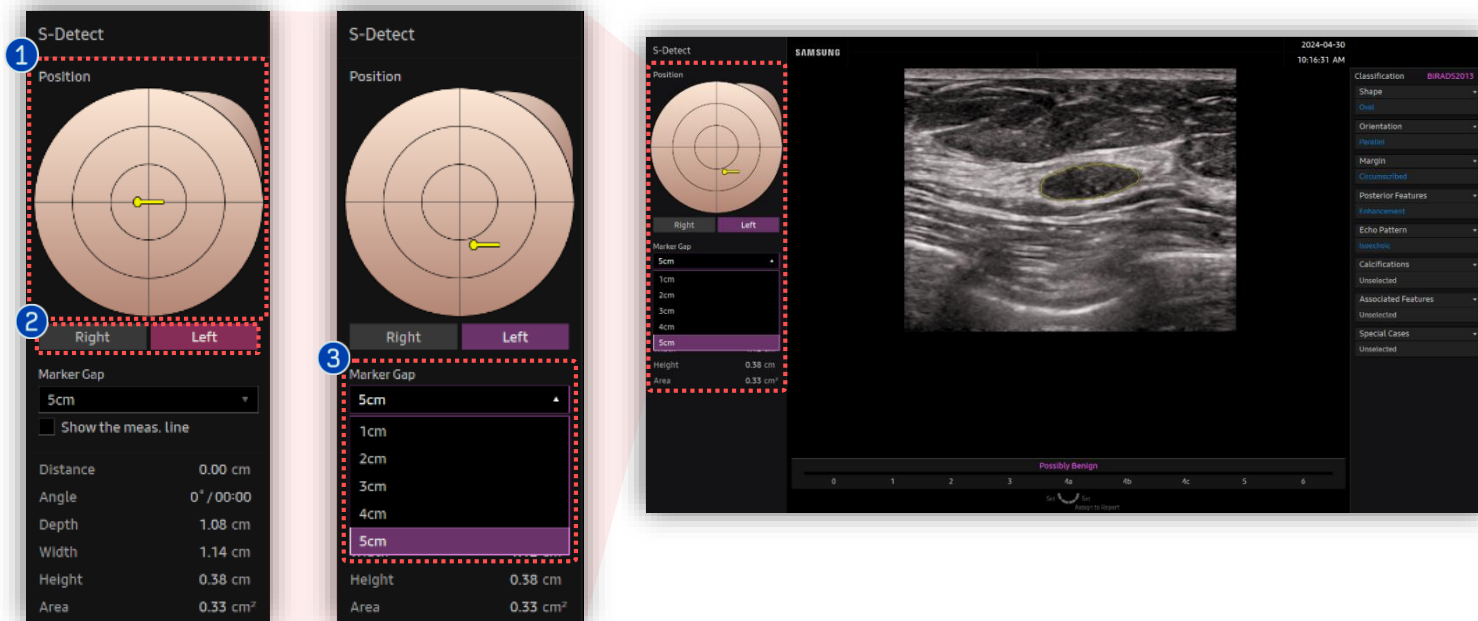 S-Detect
1
Position
2
Right Left
Marker Gap
5cm
Show the meas. line
Distance 0.00 cm
Angle 0°/00:00
Depth 1.08 cm
Width 1.14 cm
Height 0.38 cm
Area 0.33 cm²
S-Detect
Position
Right Left
3
Marker Gap
5cm
1cm
2cm
3cm
4cm
5cm
Height 0.38 cm
Area 0.33 cm²
S-Detect
Position
Right Left
Marker Gap
5cm
1cm
2cm
3cm
4cm
5cm
Height 0.38 cm
Area 0.33 cm²
SAMSUNG
2024-04-30
10:16:31 AM
Classification BIRADS2013
Shape
Oval
Orientation
Parallel
Margin
Circumscribed
Posterior Features
Enhancement
Echo Pattern
Isoechoic
Calcifications
Unselected
Associated Features
Unselected
Special Cases
Unselected
Possibly Benign
0 1 2 3 4a 4b 4c 5 6
Set Set
Assign to Report